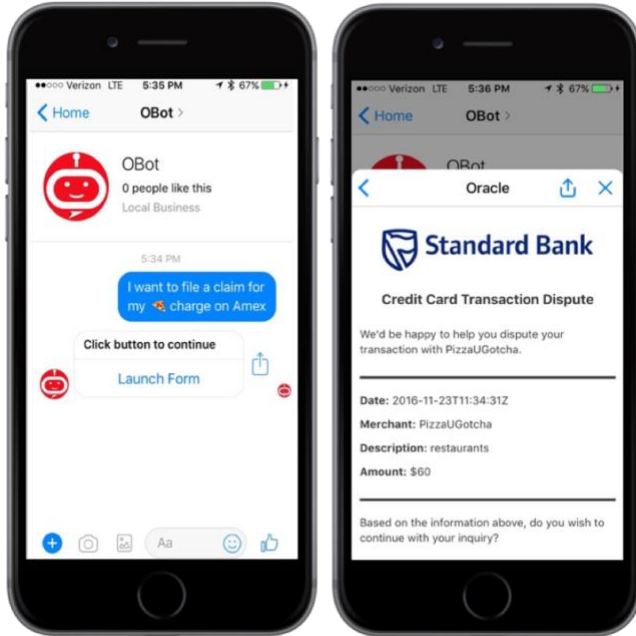 Verizon LTE 5:35 PM 67%
Home OBot
OBot
0 people like this
Local Business
5:34 PM
I want to file a claim for
my 🍕 charge on Amex
Click button to continue
Launch Form
Aa
Verizon LTE 5:36 PM 67%
Home OBot
OBot
Oracle
Standard Bank
Credit Card Transaction Dispute
We'd be happy to help you dispute your
transaction with PizzaUGotcha.
Date: 2016-11-23T11:34:31Z
Merchant: PizzaUGotcha
Description: restaurants
Amount: $60
Based on the information above, do you wish to
continue with your inquiry?